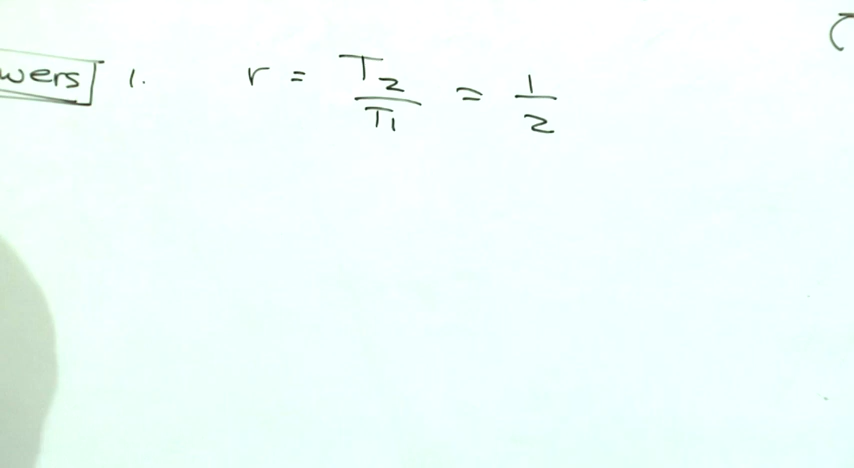 wers 1. r = T₂/T₁ = 1/2